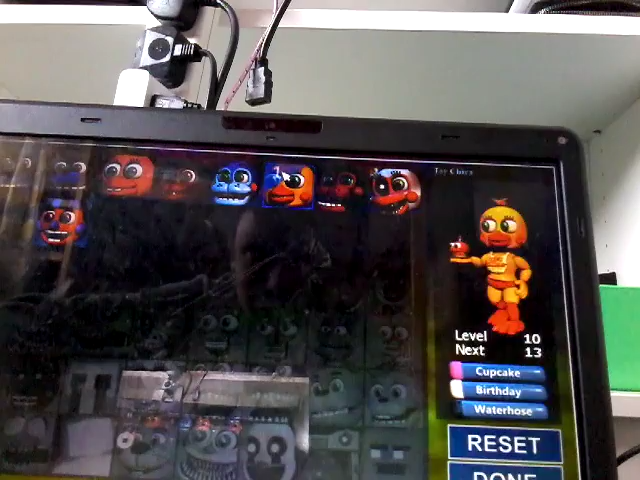 Toy Chica
Level 10
Next 13
Cupcake
Birthday
Waterhose
RESET
DONE